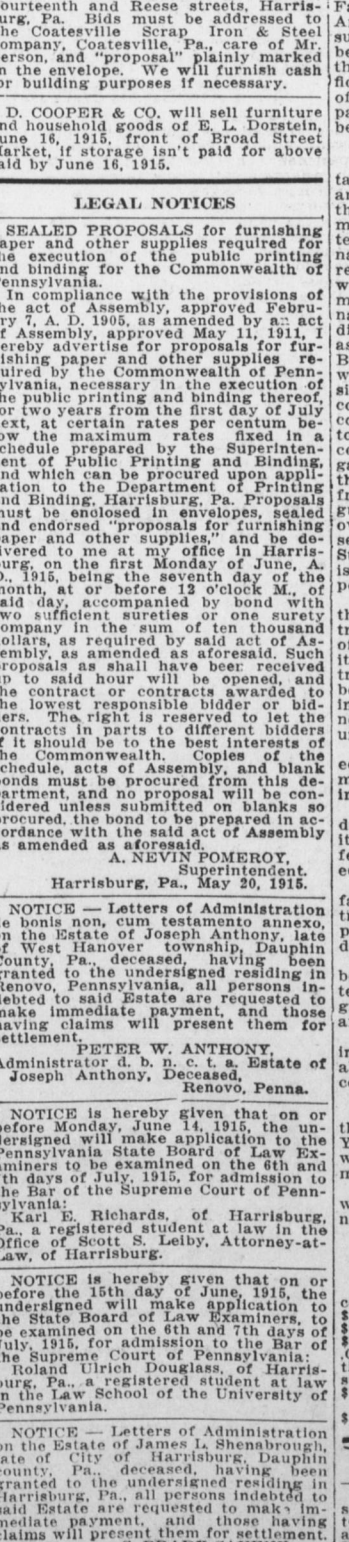 ourteenth and Reese streets, Harris-
urg, Pa. Bids must be addressed to
he Coatesville Scrap Iron & Steel
ompany, Coatesville, Pa., care of Mr.
erson, and "proposal" plainly marked
n the envelope. We will furnish cash
or building purposes if necessary.
D. COOPER & CO. will sell furniture
nd household goods of E. L. Dorstein,
une 16, 1915, front of Broad Street
arket, if storage isn't paid for above
aid by June 16, 1915.
LEGAL NOTICES
SEALED PROPOSALS for furnishing
aper and other supplies required for
he execution of the public printing
nd binding for the Commonwealth of
ennsylvania.
In compliance with the provisions of
he act of Assembly, approved Febru-
ry 7, A. D. 1905, as amended by an act
f Assembly, approved May 11, 1911, I
ereby advertise for proposals for fur-
ishing paper and other supplies re-
uired by the Commonwealth of Penn-
ylvania, necessary in the execution of
he public printing and binding thereof,
or two years from the first day of July
ext, at certain rates per centum be-
ow the maximum rates fixed in a
chedule prepared by the Superinten-
ent of Public Printing and Binding,
nd which can be procured upon appli-
ation to the Department of Printing
nd Binding, Harrisburg, Pa. Proposals
ust be enclosed in envelopes, sealed
nd endorsed "proposals for furnishing
aper and other supplies," and be de-
ivered to me at my office in Harris-
urg, on the first Monday of June, A.
D., 1915, being the seventh day of the
onth, at or before 12 o'clock M., of
aid day, accompanied by bond with
wo sufficient sureties or one surety
ompany in the sum of ten thousand
ollars, as required by said act of As-
embly, as amended as aforesaid. Such
roposals as shall have been received
p to said hour will be opened, and
he contract or contracts awarded to
he lowest responsible bidder or bid-
ers. The right is reserved to let the
ontracts in parts to different bidders
f it should be to the best interests of
he Commonwealth. Copies of the
chedule, acts of Assembly, and blank
onds must be procured from this de-
artment, and no proposal will be con-
idered unless submitted on blanks so
rocured, the bond to be prepared in ac-
ordance with the said act of Assembly
s amended as aforesaid.
A. NEVIN POMEROY,
Superintendent.
Harrisburg, Pa., May 20, 1915.
NOTICE — Letters of Administration
e bonis non, cum testamento annexo,
n the Estate of Joseph Anthony, late
f West Hanover township, Dauphin
ounty, Pa., deceased, having been
ranted to the undersigned residing in
enovo, Pennsylvania, all persons in-
ebted to said Estate are requested to
ake immediate payment, and those
aving claims will present them for
ettlement.
PETER W. ANTHONY,
Administrator d. b. n. c. t. a. Estate of
Joseph Anthony, Deceased,
Renovo, Penna.
NOTICE is hereby given that on or
efore Monday, June 14, 1915, the un-
ersigned will make application to the
Pennsylvania State Board of Law Ex-
aminers to be examined on the 6th and
th days of July, 1915, for admission to
he Bar of the Supreme Court of Penn-
ylvania:
Karl E. Richards, of Harrisburg,
Pa., a registered student at law in the
Office of Scott S. Leiby, Attorney-at-
Law, of Harrisburg.
NOTICE is hereby given that on or
efore the 15th day of June, 1915, the
undersigned will make application to
he State Board of Law Examiners, to
be examined on the 6th and 7th days of
July, 1915, for admission to the Bar of
the Supreme Court of Pennsylvania:
Roland Ulrich Douglass, of Harris-
burg, Pa., a registered student at law
n the Law School of the University of
Pennsylvania.
NOTICE — Letters of Administration
on the Estate of James L. Shenabrough,
ate of City of Harrisburg, Dauphin
ounty, Pa., deceased, having been
granted to the undersigned residing in
Harrisburg, Pa., all persons indebted to
aid Estate are requested to make im-
mediate payment, and those having
laims will present them for settlement.